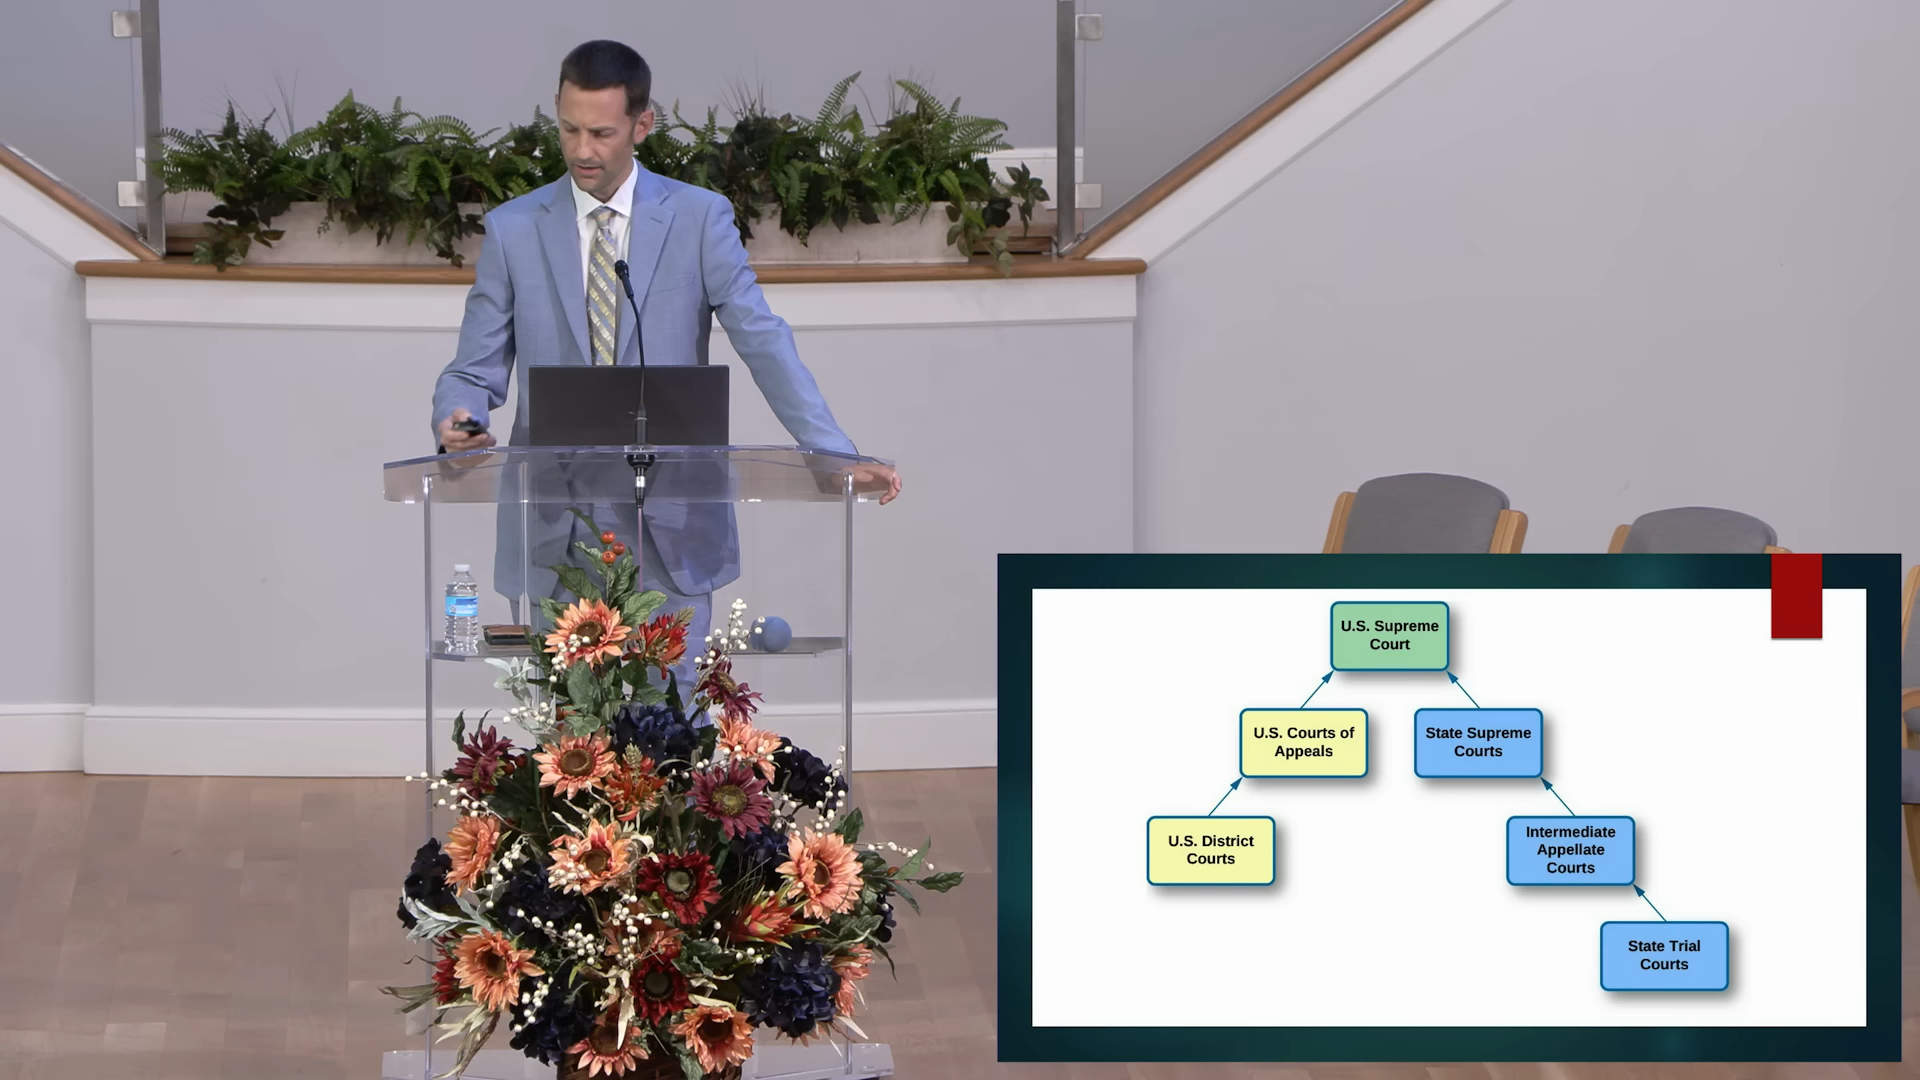 U.S. Supreme
Court
U.S. Courts of
Appeals
State Supreme
Courts
U.S. District
Courts
Intermediate
Appellate
Courts
State Trial
Courts